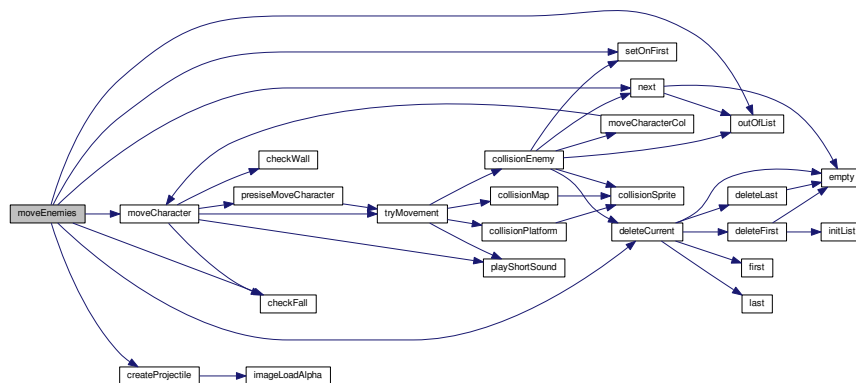 setOnFirst
next
moveCharacterCol
outOfList
checkWall
collisionEnemy
presiseMoveCharacter
collisionMap
collisionSprite
deleteLast
empty
moveEnemies
moveCharacter
tryMovement
collisionPlatform
deleteCurrent
deleteFirst
initList
playShortSound
first
checkFall
last
createProjectile
imageLoadAlpha